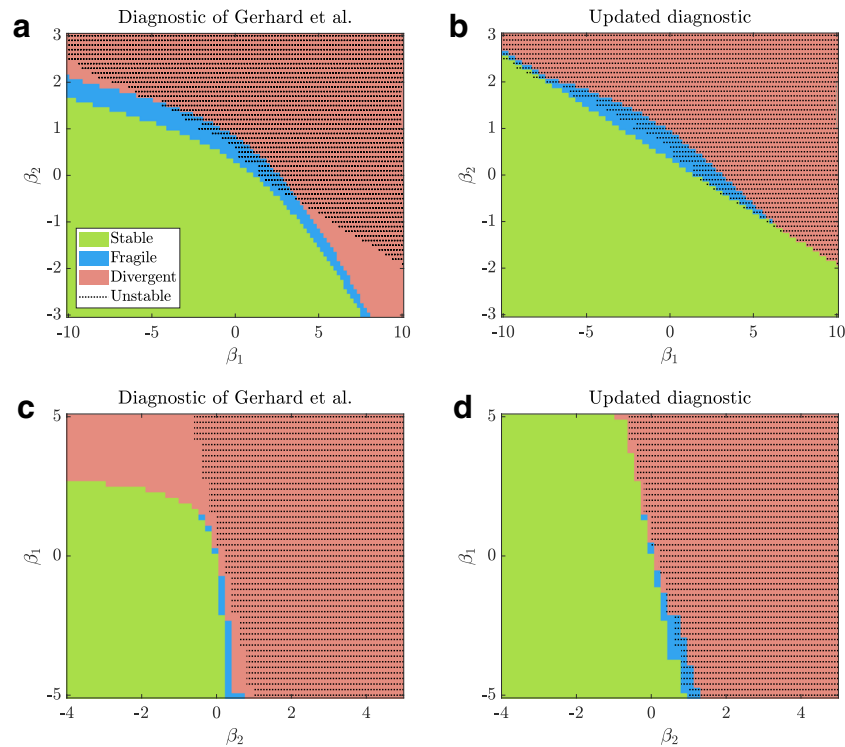 a
Diagnostic of Gerhard et al.
3
2
1
0
-1
-2
-3
β2
Stable
Fragile
Divergent
Unstable
-10
-5
0
5
10
β1
b
Updated diagnostic
3
2
1
0
-1
-2
-3
β2
-10
-5
0
5
10
β1
c
Diagnostic of Gerhard et al.
5
0
-5
β1
-4
-2
0
2
4
β2
d
Updated diagnostic
5
0
-5
β1
-4
-2
0
2
4
β2